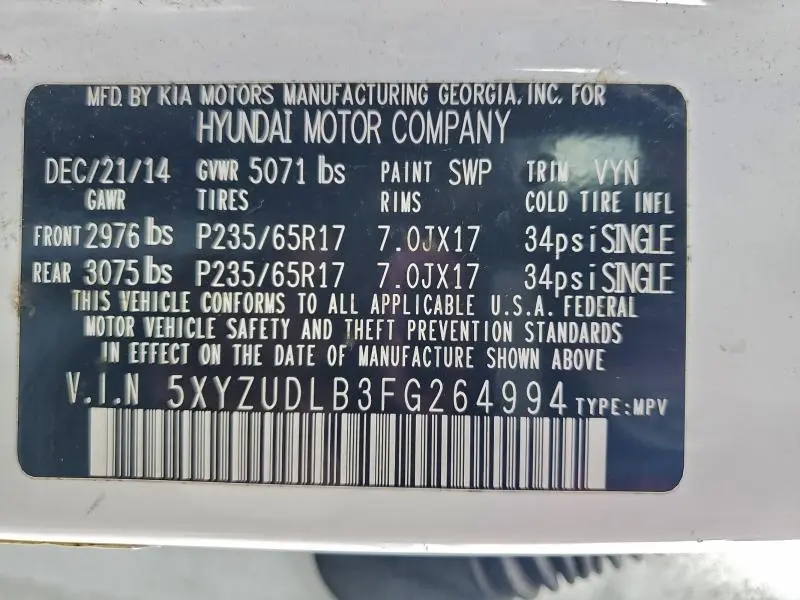 MFD. BY KIA MOTORS MANUFACTURING GEORGIA, INC. FOR
HYUNDAI MOTOR COMPANY
DEC/21/14 GVWR 5071 lbs PAINT SWP TRIM VYN
GAWR TIRES RIMS COLD TIRE INFL
FRONT 2976 lbs P235/65R17 7.0JX17 34psi SINGLE
REAR 3075 lbs P235/65R17 7.0JX17 34psi SINGLE
THIS VEHICLE CONFORMS TO ALL APPLICABLE U.S.A. FEDERAL
MOTOR VEHICLE SAFETY AND THEFT PREVENTION STANDARDS
IN EFFECT ON THE DATE OF MANUFACTURE SHOWN ABOVE
V.I.N 5XYZUDLB3FG264994 TYPE:MPV